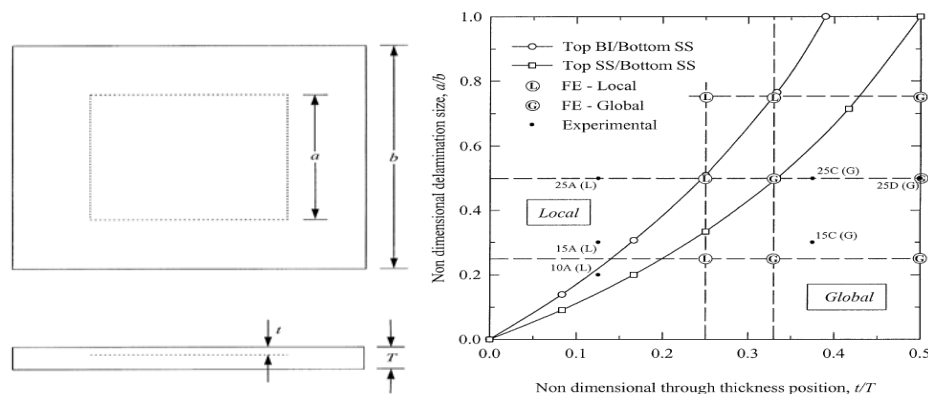 a
b
t
T
Non dimensional delamination size, a/b
1.0
0.8
0.6
0.4
0.2
0.0
Top BI/Bottom SS
Top SS/Bottom SS
L FE - Local
G FE - Global
Experimental
L
L
G
25A (L)
L
G
25C (G)
25D (G)
G
Local
15A (L)
15C (G)
10A (L)
L
G
G
Global
0.0
0.1
0.2
0.3
0.4
0.5
Non dimensional through thickness position, t/T